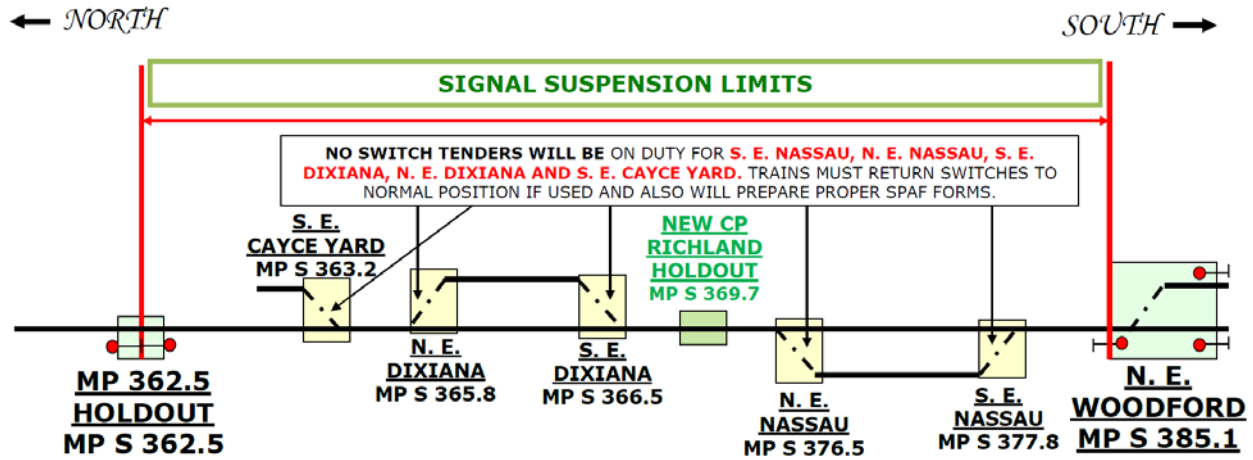 NORTH
SOUTH
SIGNAL SUSPENSION LIMITS
NO SWITCH TENDERS WILL BE ON DUTY FOR S. E. NASSAU, N. E. NASSAU, S. E.
DIXIANA, N. E. DIXIANA AND S. E. CAYCE YARD. TRAINS MUST RETURN SWITCHES TO
NORMAL POSITION IF USED AND ALSO WILL PREPARE PROPER SPAF FORMS.
S. E.
CAYCE YARD
MP S 363.2
NEW CP
RICHLAND
HOLDOUT
MP S 369.7
MP 362.5
HOLDOUT
MP S 362.5
N. E.
DIXIANA
MP S 365.8
S. E.
DIXIANA
MP S 366.5
N. E.
NASSAU
MP S 376.5
S. E.
NASSAU
MP S 377.8
N. E.
WOODFORD
MP S 385.1